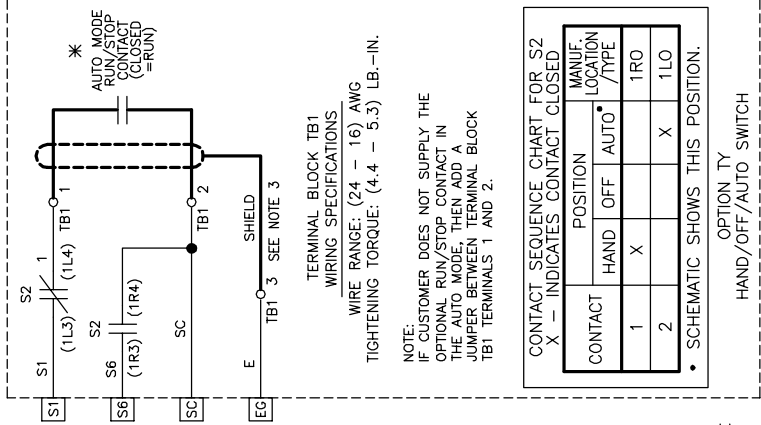 *
AUTO MODE
RUN/STOP
CONTACT
(CLOSED
=RUN)
S1
S1
S2
(1L3)
(1L4)
1
TB1
1
S6
S6
S2
(1R3)
(1R4)
SC
SC
TB1
2
EG
E
TB1
3
SHIELD
SEE NOTE 3
TERMINAL BLOCK TB1
WIRING SPECIFICATIONS
WIRE RANGE: (24 – 16) AWG
TIGHTENING TORQUE: (4.4 – 5.3) LB.–IN.
NOTE:
IF CUSTOMER DOES NOT SUPPLY THE
OPTIONAL RUN/STOP CONTACT IN
THE AUTO MODE, THEN ADD A
JUMPER BETWEEN TERMINAL BLOCK
TB1 TERMINALS 1 AND 2.
CONTACT SEQUENCE CHART FOR S2
X – INDICATES CONTACT CLOSED
CONTACT
POSITION
MANUF.
LOCATION
/TYPE
HAND OFF AUTO•
1 X 1RO
2 X 1LO
• SCHEMATIC SHOWS THIS POSITION.
OPTION TY
HAND/OFF/AUTO SWITCH